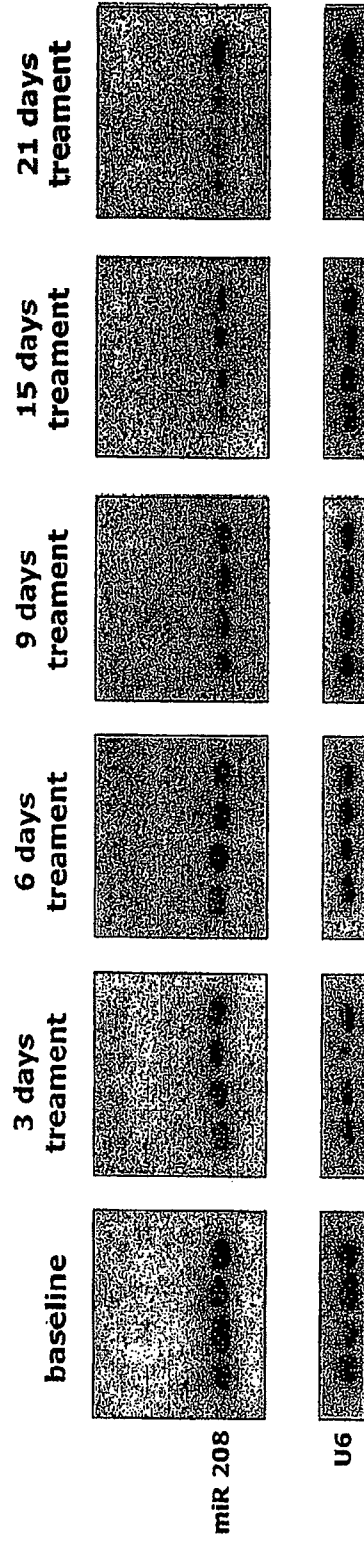 baseline
3 days
treament
6 days
treament
9 days
treament
15 days
treament
21 days
treament
miR 208
U6